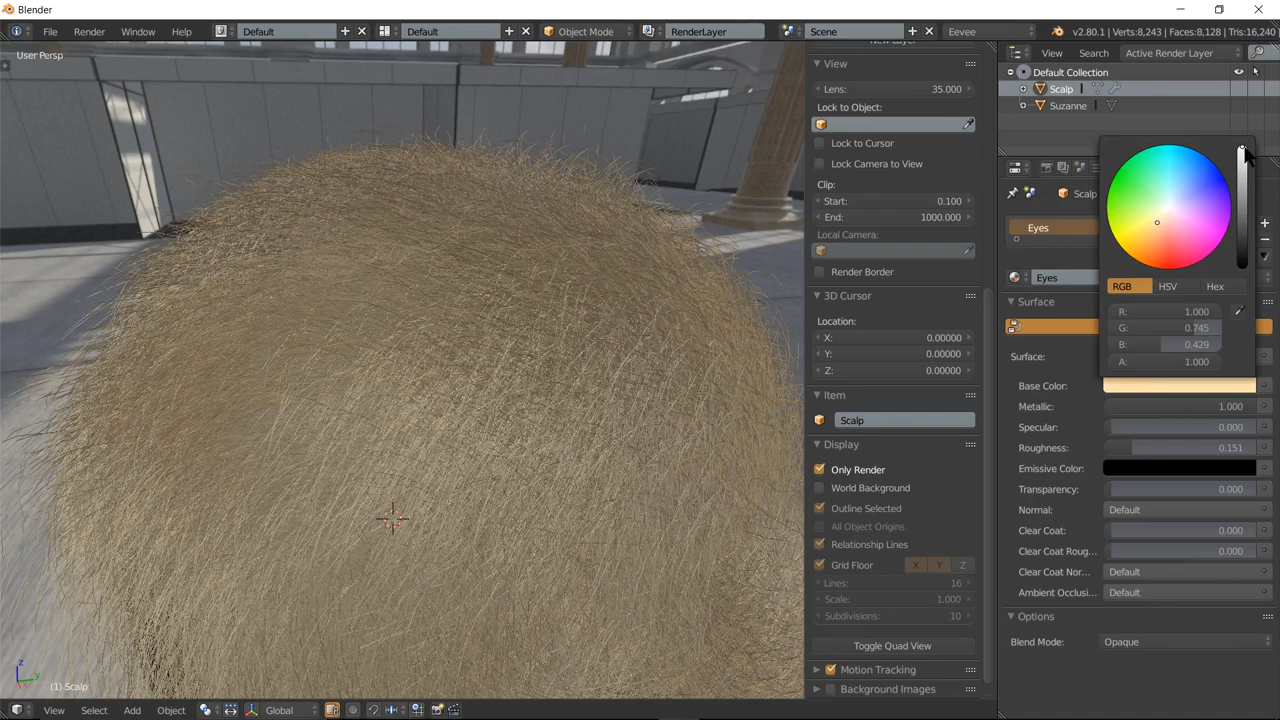 Blender
File Render Window Help Default Default Object Mode RenderLayer Scene Eevee v2.80.1 | Verts:8,243 | Faces:8,128 | Tris:16,240
User Persp
View
Lens: 35.000
Lock to Object:
Lock to Cursor
Lock Camera to View
Clip:
Start: 0.100
End: 1000.000
Local Camera:
Render Border
3D Cursor
Location:
X: 0.00000
Y: 0.00000
Z: 0.00000
Item
Scalp
Display
Only Render
World Background
Outline Selected
All Object Origins
Relationship Lines
Grid Floor X Y Z
Lines: 16
Scale: 1.000
Subdivisions: 10
Toggle Quad View
Motion Tracking
Background Images
View Search Active Render Layer
Default Collection
Scalp
Suzanne
Scalp
Eyes
Eyes
RGB HSV Hex
R: 1.000
G: 0.745
B: 0.429
A: 1.000
Surface
Surface:
Base Color:
Metallic: 1.000
Specular: 0.000
Roughness: 0.151
Emissive Color:
Transparency: 0.000
Normal: Default
Clear Coat: 0.000
Clear Coat Roug... 0.000
Clear Coat Nor... Default
Ambient Occlusi... Default
Options
Blend Mode: Opaque
z
y
(1) Scalp
View Select Add Object Global